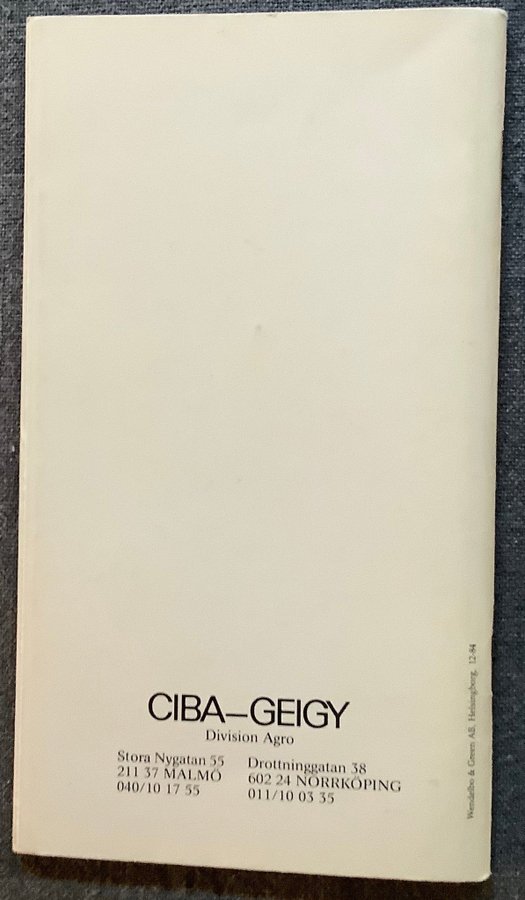 CIBA–GEIGY
Division Agro
Stora Nygatan 55
211 37 MALMÖ
040/10 17 55
Drottninggatan 38
602 24 NORRKÖPING
011/10 03 35
Wendelbo & Green AB, Helsingborg, 12-84